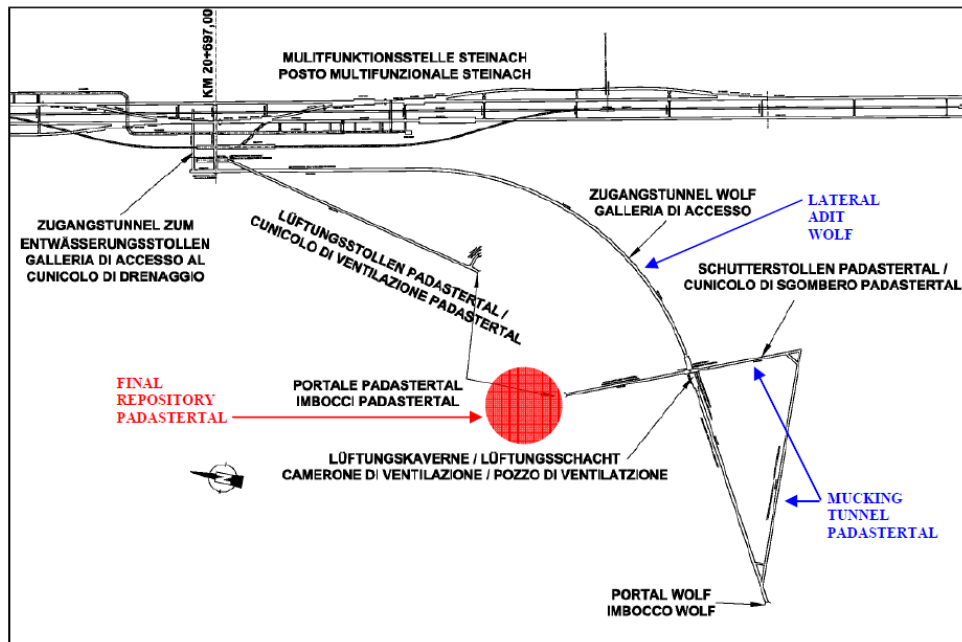 KM 20+697,00
MULITFUNKTIONSSTELLE STEINACH
POSTO MULTIFUNZIONALE STEINACH
ZUGANGSTUNNEL ZUM
ENTWÄSSERUNGSSTOLLEN
GALLERIA DI ACCESSO AL
CUNICOLO DI DRENAGGIO
LÜFTUNGSSTOLLEN PADASTERTAL /
CUNICOLO DI VENTILAZIONE PADASTERTAL
ZUGANGSTUNNEL WOLF
GALLERIA DI ACCESSO
LATERAL
ADIT
WOLF
SCHUTTERSTOLLEN PADASTERTAL /
CUNICOLO DI SGOMBERO PADASTERTAL
FINAL
REPOSITORY
PADASTERTAL
PORTALE PADASTERTAL
IMBOCCI PADASTERTAL
LÜFTUNGSKAVERNE / LÜFTUNGSSCHACHT
CAMERONE DI VENTILAZIONE / POZZO DI VENTILATZIONE
MUCKING
TUNNEL
PADASTERTAL
PORTAL WOLF
IMBOCCO WOLF